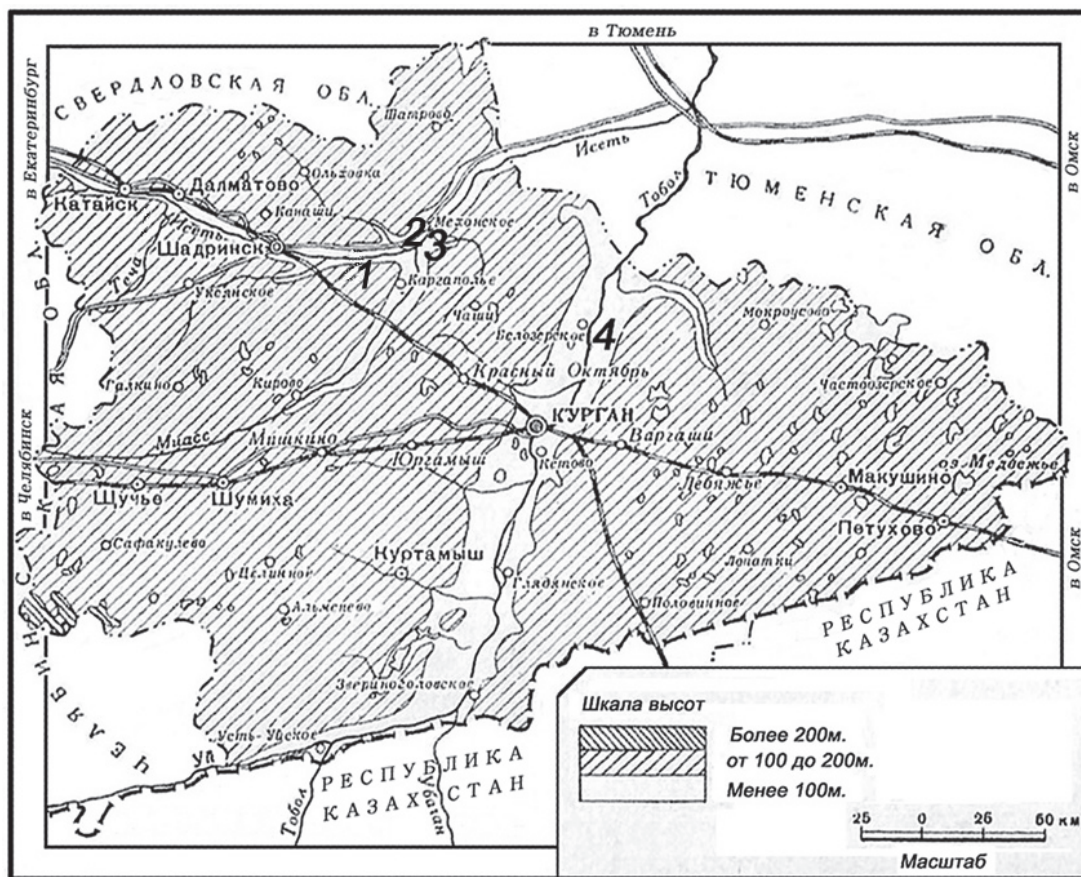 в Тюмень
в Екатеринбург
СВЕРДЛОВСКАЯ ОБЛ.
Шатрово
Исеть
Тобол
в Омск
ТЮМЕНСКАЯ ОБЛ.
Ольховка
Далматово
Катайск
Канаши
Исеть
Мехонское
2
3
Шадринск
1
Теча
Уксянское
Каргаполье
Чаши
Белозерское
4
Мокроусово
Галкино
Кирово
Красный Октябрь
Частоозерское
КУРГАН
Миасс
Мишкино
Юргамыш
Варгаши
Кетово
Лебяжье
оз. Медвежье
Макушино
в Челябинск
Щучье
Шумиха
Петухово
в Омск
Сафакулево
Целинное
Куртамыш
Глядянское
Лопатки
Альменево
Половинное
РЕСПУБЛИКА
КАЗАХСТАН
Звериноголовское
Усть-Уйское
Уй
РЕСПУБЛИКА
КАЗАХСТАН
Тобол
Убаган
ЧЕЛЯБИНСКАЯ ОБЛ.
Шкала высот
Более 200м.
от 100 до 200м.
Менее 100м.
25 0 25 50 км
Масштаб